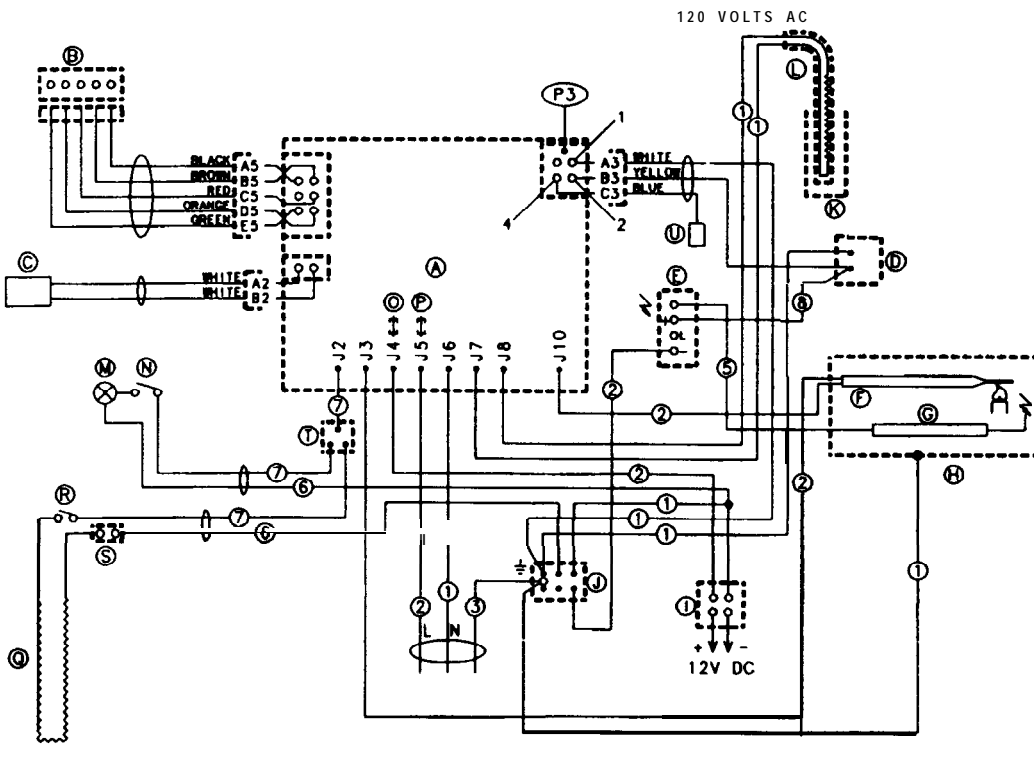 120 VOLTS AC
B
L
P3
1
1
1
BLACK A5
BROWN B5
RED C5
ORANGE D5
GREEN E5
A3 WHITE
B3 YELLOW
C3 BLUE
4
2
K
U
C
A
E
D
WHITE A2
WHITE B2
O
P
+
L
-
8
J2
J3
J4
J5
J6
J7
J8
J10
M
N
5
F
7
2
2
G
T
H
7
2
6
2
R
1
7
1
6
1
S
J
1
1
I
2
3
L
N
+
-
12V DC
Q